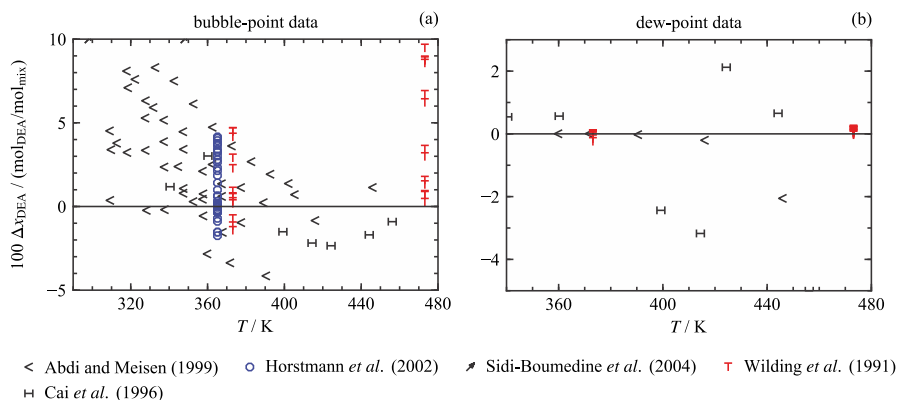 bubble-point data
dew-point data
(a)
(b)
100 Δx_DEA / (mol_DEA/mol_mix)
10
5
0
−5
320
360
400
440
480
T / K
2
0
−2
−4
360
400
440
480
T / K
< Abdi and Meisen (1999)
Horstmann et al. (2002)
Sidi-Boumedine et al. (2004)
Wilding et al. (1991)
Cai et al. (1996)